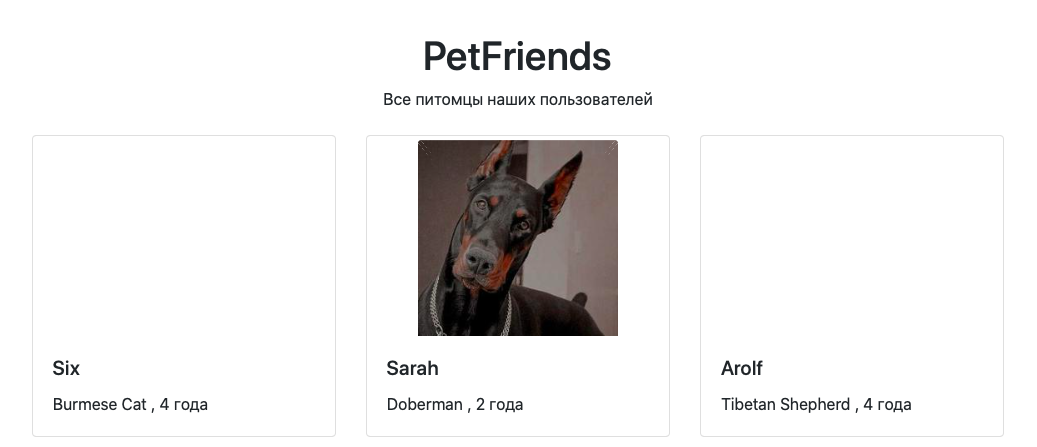 PetFriends
Все питомцы наших пользователей
Six
Burmese Cat , 4 года
Sarah
Doberman , 2 года
Arolf
Tibetan Shepherd , 4 года